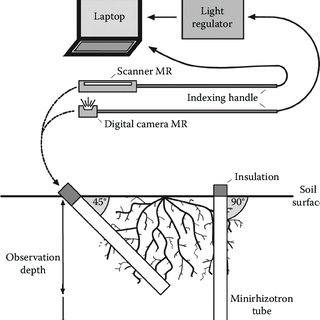 Laptop
Light
regulator
Scanner MR
Indexing handle
Digital camera MR
Insulation
45°
90°
Soil
surface
Observation
depth
Minirhizotron
tube